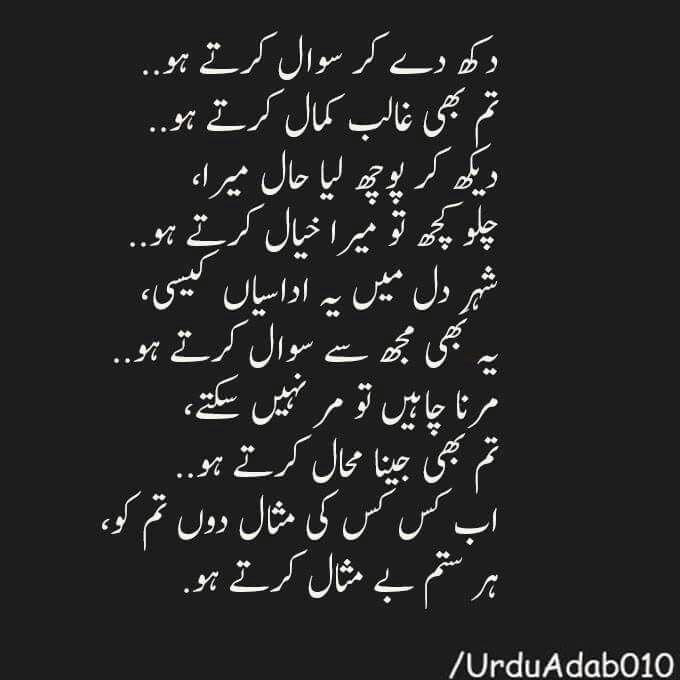 دکھ دے کر سوال کرتے ہو..
تم بھی غالب کمال کرتے ہو..
دیکھ کر پوچھ لیا حال میرا،
چلو کچھ تو میرا خیال کرتے ہو..
شہر دل میں یہ اداسیاں کیسی،
یہ بھی مجھ سے سوال کرتے ہو..
مرنا چاہیں تو مر نہیں سکتے،
تم بھی جینا محال کرتے ہو..
اب کس کس کی مثال دوں تم کو،
ہر ستم بے مثال کرتے ہو.
/UrduAdab010